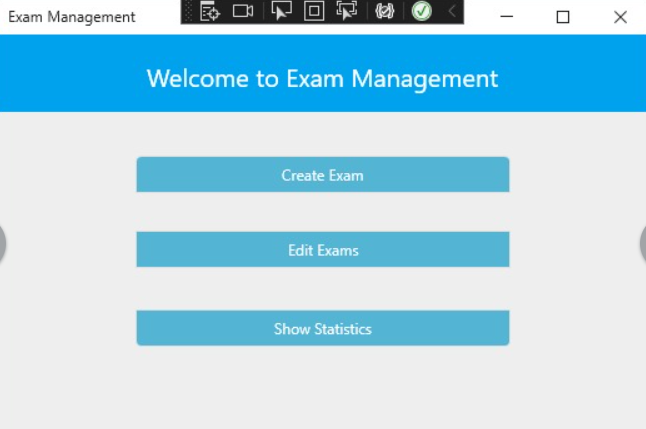 Exam Management
Welcome to Exam Management
Create Exam
Edit Exams
Show Statistics